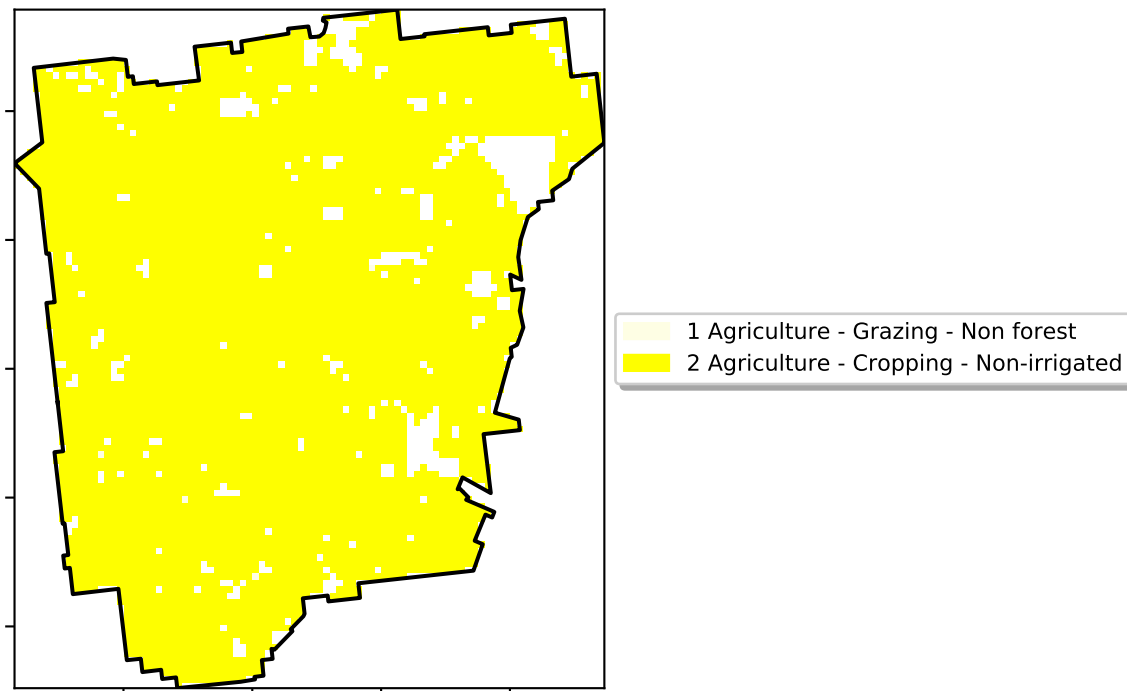 1 Agriculture - Grazing - Non forest
2 Agriculture - Cropping - Non-irrigated